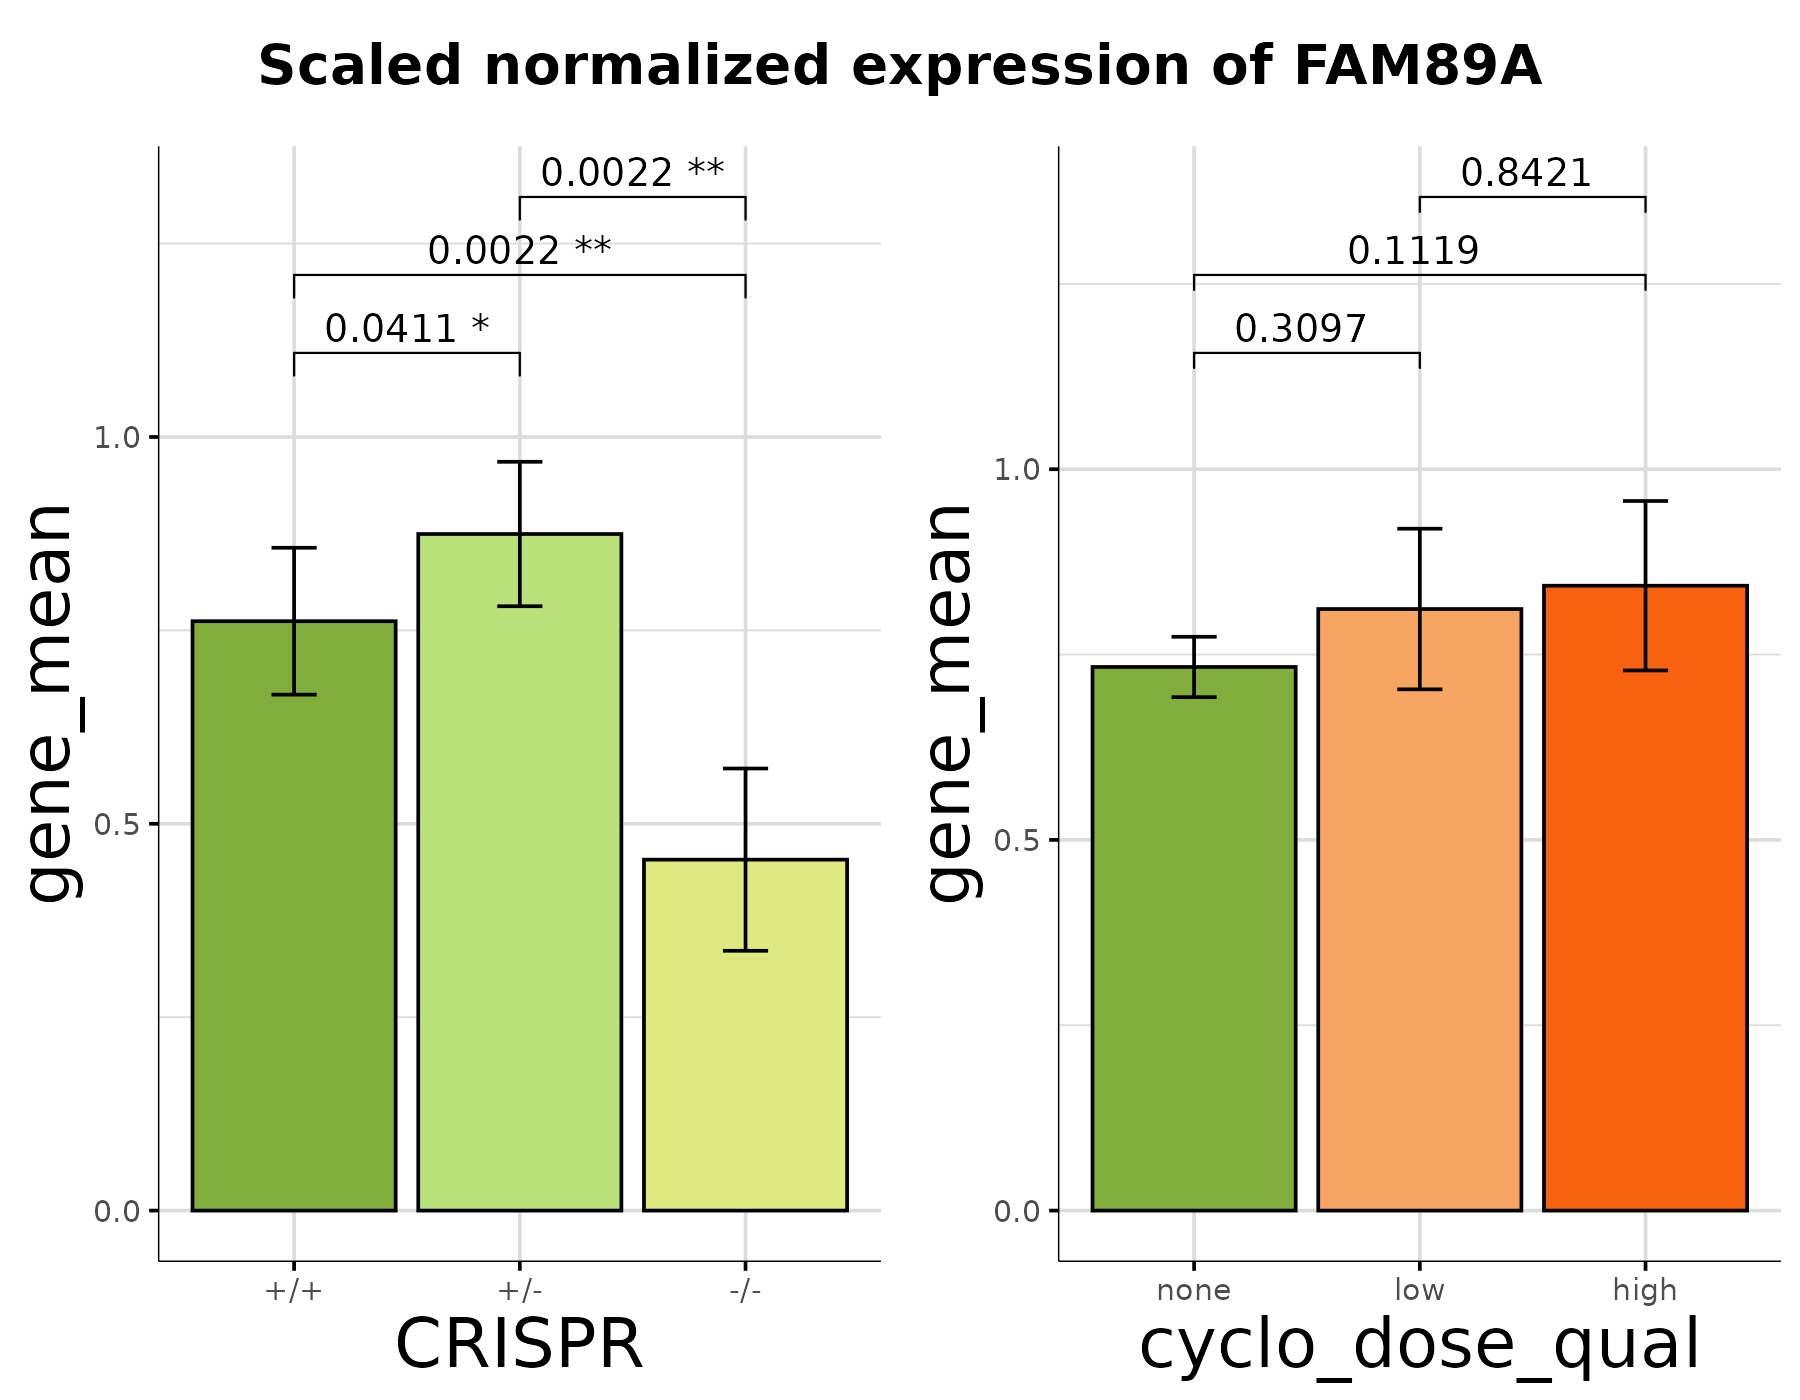 Scaled normalized expression of FAM89A
gene_mean
0.0022 **
0.0022 **
0.0411 *
1.0
0.5
0.0
+/+
+/-
-/-
CRISPR
gene_mean
0.8421
0.1119
0.3097
1.0
0.5
0.0
none
low
high
cyclo_dose_qual